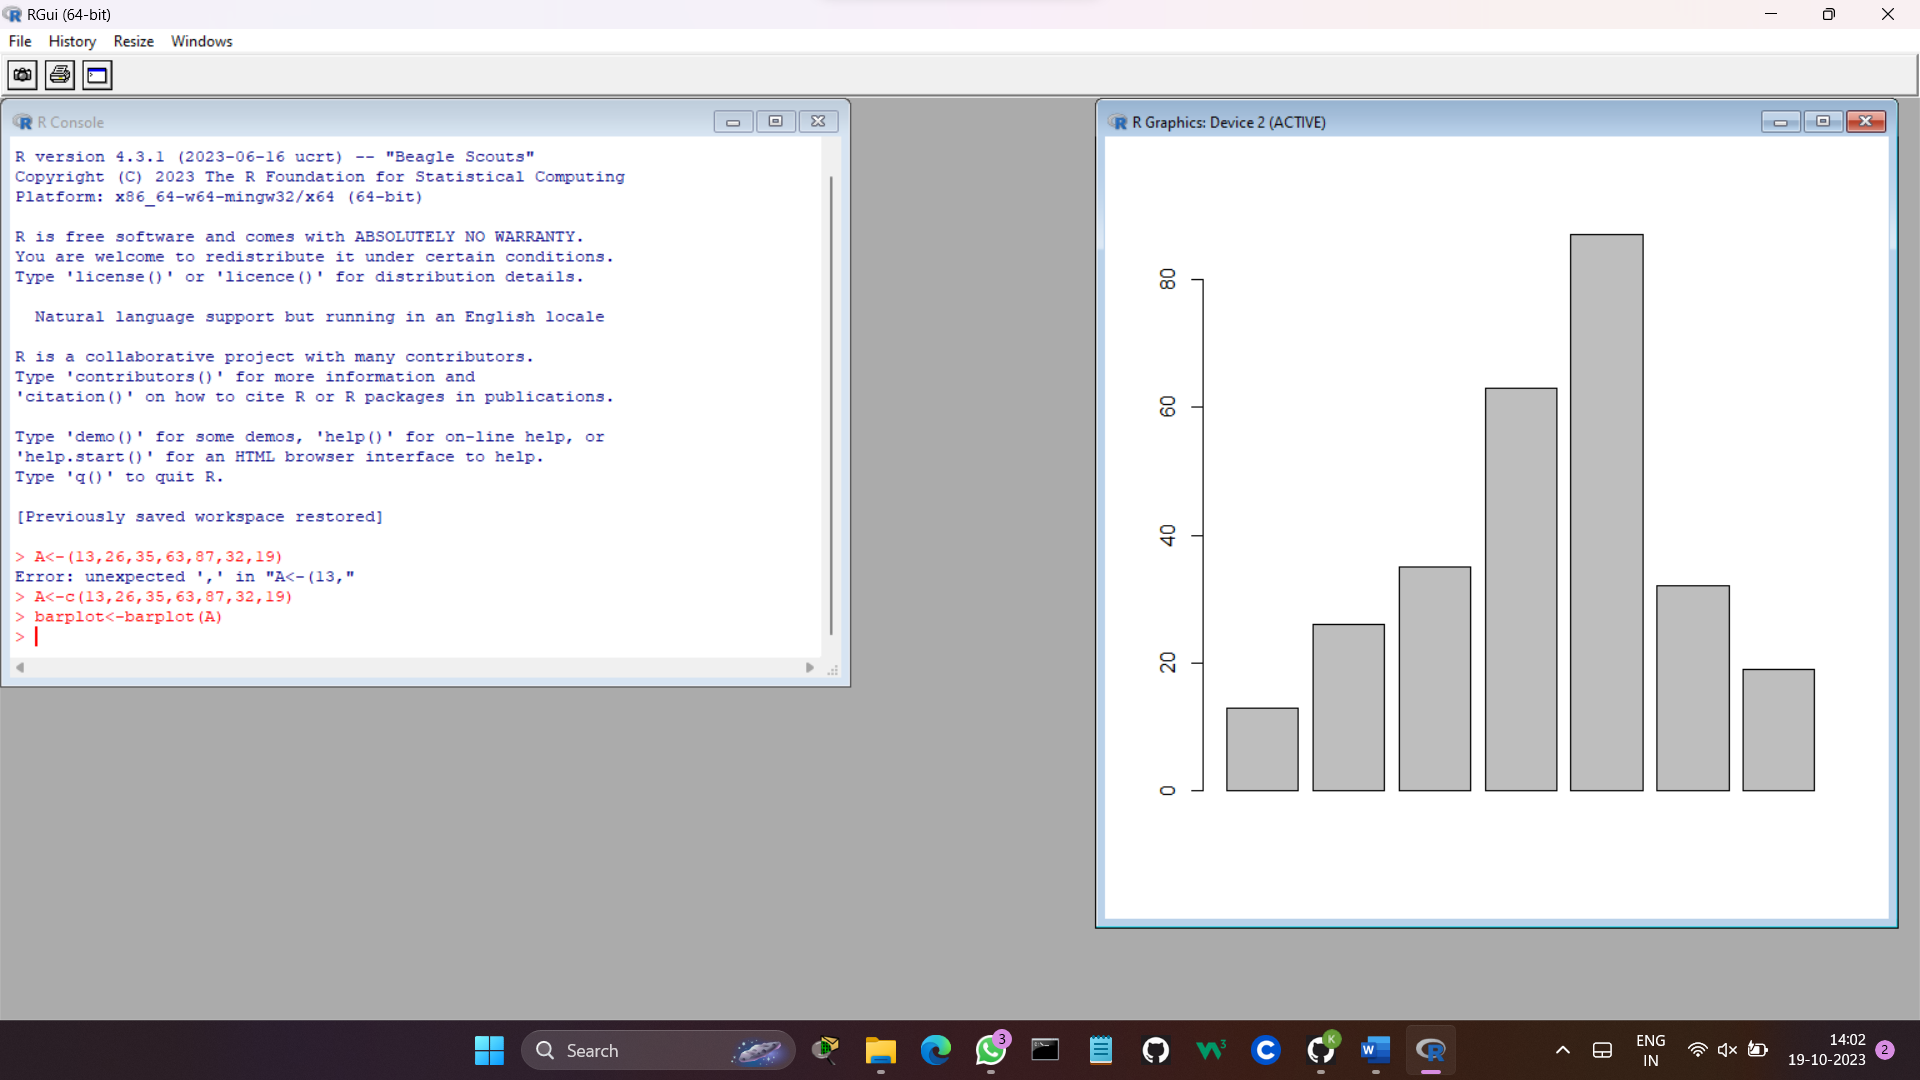 RGui (64-bit)
File History Resize Windows
R Console
R version 4.3.1 (2023-06-16 ucrt) -- "Beagle Scouts"
Copyright (C) 2023 The R Foundation for Statistical Computing
Platform: x86_64-w64-mingw32/x64 (64-bit)
R is free software and comes with ABSOLUTELY NO WARRANTY.
You are welcome to redistribute it under certain conditions.
Type 'license()' or 'licence()' for distribution details.
Natural language support but running in an English locale
R is a collaborative project with many contributors.
Type 'contributors()' for more information and
'citation()' on how to cite R or R packages in publications.
Type 'demo()' for some demos, 'help()' for on-line help, or
'help.start()' for an HTML browser interface to help.
Type 'q()' to quit R.
[Previously saved workspace restored]
> A<-(13,26,35,63,87,32,19)
Error: unexpected ',' in "A<-(13,"
> A<-c(13,26,35,63,87,32,19)
> barplot<-barplot(A)
>
R Graphics: Device 2 (ACTIVE)
80
60
40
20
0
Search
3
K
ENG
IN
14:02
19-10-2023
2